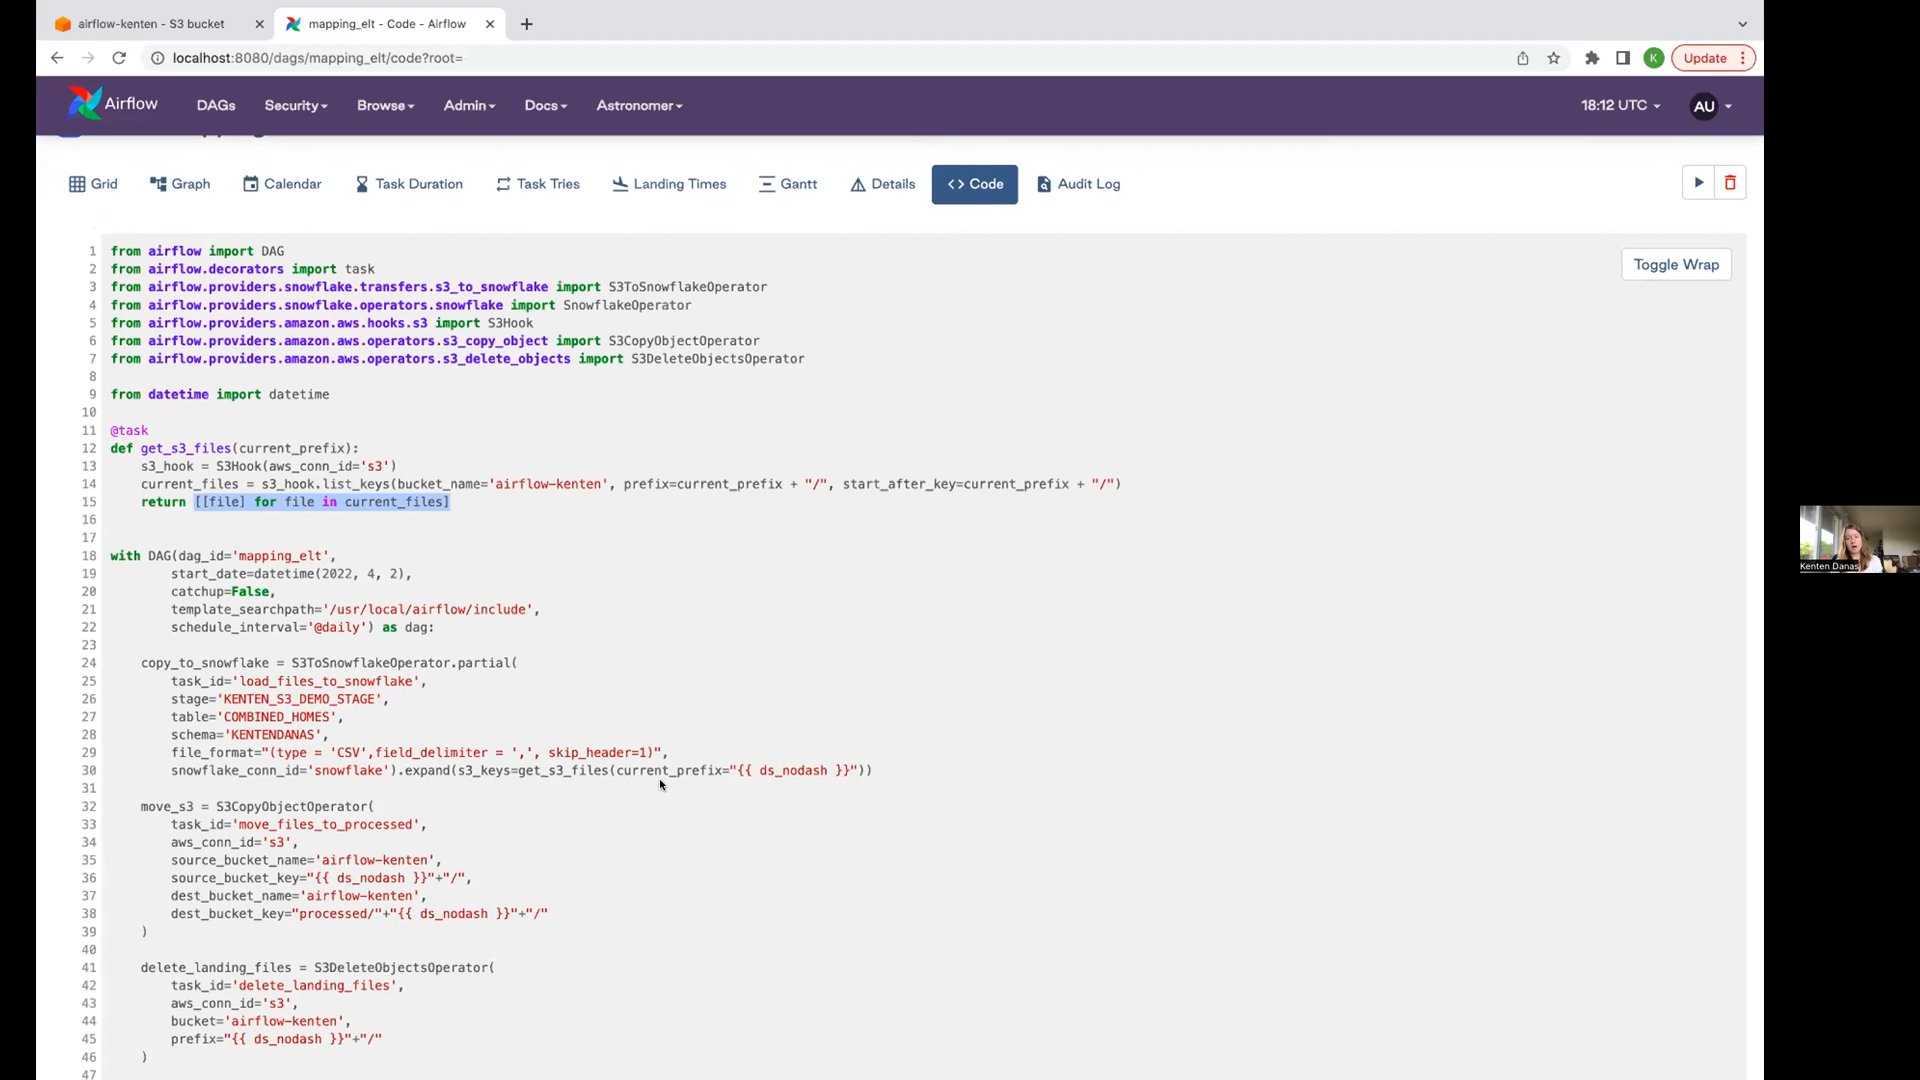 airflow-kenten - S3 bucket
mapping_elt - Code - Airflow
localhost:8080/dags/mapping_elt/code?root=
K
Update
Airflow
DAGs
Security
Browse
Admin
Docs
Astronomer
18:12 UTC
AU
Grid
Graph
Calendar
Task Duration
Task Tries
Landing Times
Gantt
Details
<> Code
Audit Log
Toggle Wrap
1 from airflow import DAG
2 from airflow.decorators import task
3 from airflow.providers.snowflake.transfers.s3_to_snowflake import S3ToSnowflakeOperator
4 from airflow.providers.snowflake.operators.snowflake import SnowflakeOperator
5 from airflow.providers.amazon.aws.hooks.s3 import S3Hook
6 from airflow.providers.amazon.aws.operators.s3_copy_object import S3CopyObjectOperator
7 from airflow.providers.amazon.aws.operators.s3_delete_objects import S3DeleteObjectsOperator
8
9 from datetime import datetime
10
11 @task
12 def get_s3_files(current_prefix):
13     s3_hook = S3Hook(aws_conn_id='s3')
14     current_files = s3_hook.list_keys(bucket_name='airflow-kenten', prefix=current_prefix + "/", start_after_key=current_prefix + "/")
15     return [[file] for file in current_files]
16
17
18 with DAG(dag_id='mapping_elt',
19         start_date=datetime(2022, 4, 2),
20         catchup=False,
21         template_searchpath='/usr/local/airflow/include',
22         schedule_interval='@daily') as dag:
23
24     copy_to_snowflake = S3ToSnowflakeOperator.partial(
25         task_id='load_files_to_snowflake',
26         stage='KENTEN_S3_DEMO_STAGE',
27         table='COMBINED_HOMES',
28         schema='KENTENDANAS',
29         file_format="(type = 'CSV',field_delimiter = ',', skip_header=1)",
30         snowflake_conn_id='snowflake').expand(s3_keys=get_s3_files(current_prefix="{{ ds_nodash }}"))
31
32     move_s3 = S3CopyObjectOperator(
33         task_id='move_files_to_processed',
34         aws_conn_id='s3',
35         source_bucket_name='airflow-kenten',
36         source_bucket_key="{{ ds_nodash }}"+"/",
37         dest_bucket_name='airflow-kenten',
38         dest_bucket_key="processed/"+"{{ ds_nodash }}"+"/"
39     )
40
41     delete_landing_files = S3DeleteObjectsOperator(
42         task_id='delete_landing_files',
43         aws_conn_id='s3',
44         bucket='airflow-kenten',
45         prefix="{{ ds_nodash }}"+"/"
46     )
47
Kenten Danas